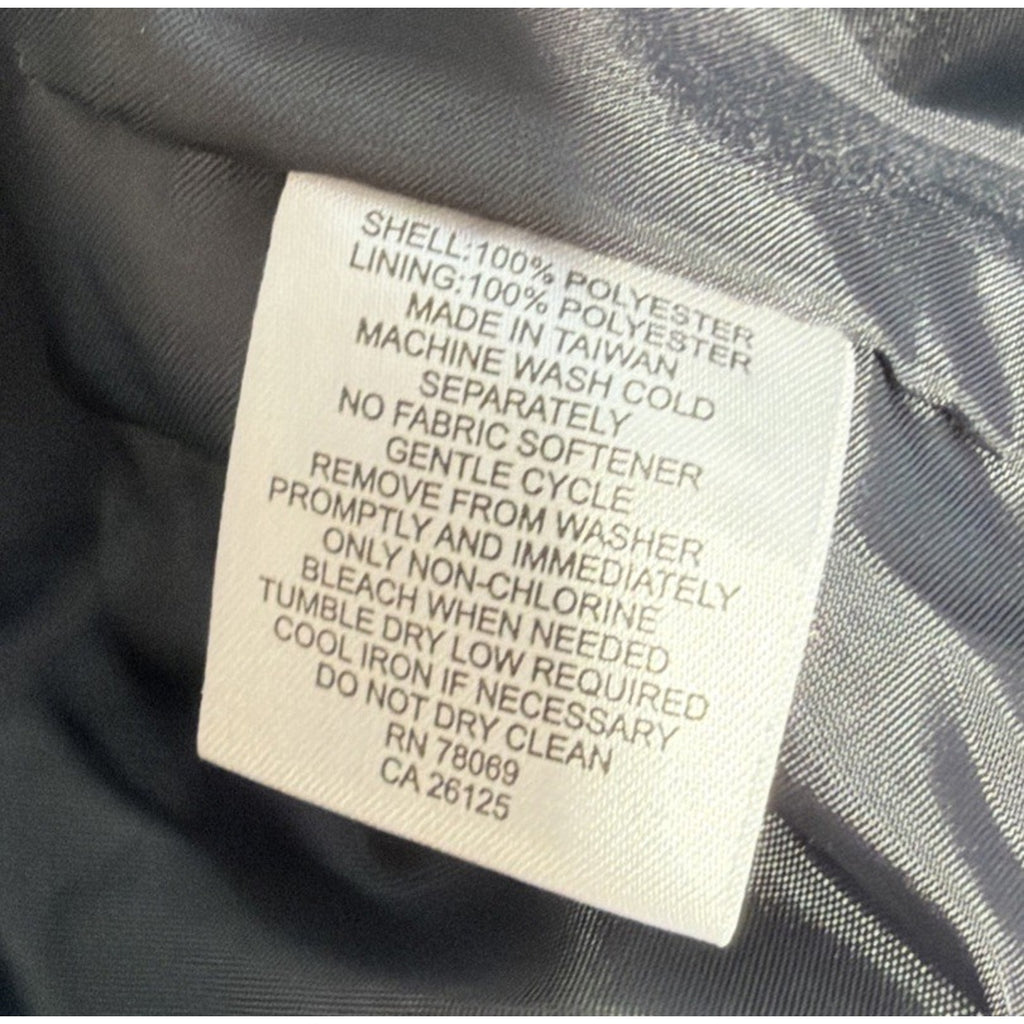 SHELL:100% POLYESTER
LINING:100% POLYESTER
MADE IN TAIWAN
MACHINE WASH COLD
SEPARATELY
NO FABRIC SOFTENER
GENTLE CYCLE
REMOVE FROM WASHER
PROMPTLY AND IMMEDIATELY
ONLY NON-CHLORINE
BLEACH WHEN NEEDED
TUMBLE DRY LOW REQUIRED
COOL IRON IF NECESSARY
DO NOT DRY CLEAN
RN 78069
CA 26125